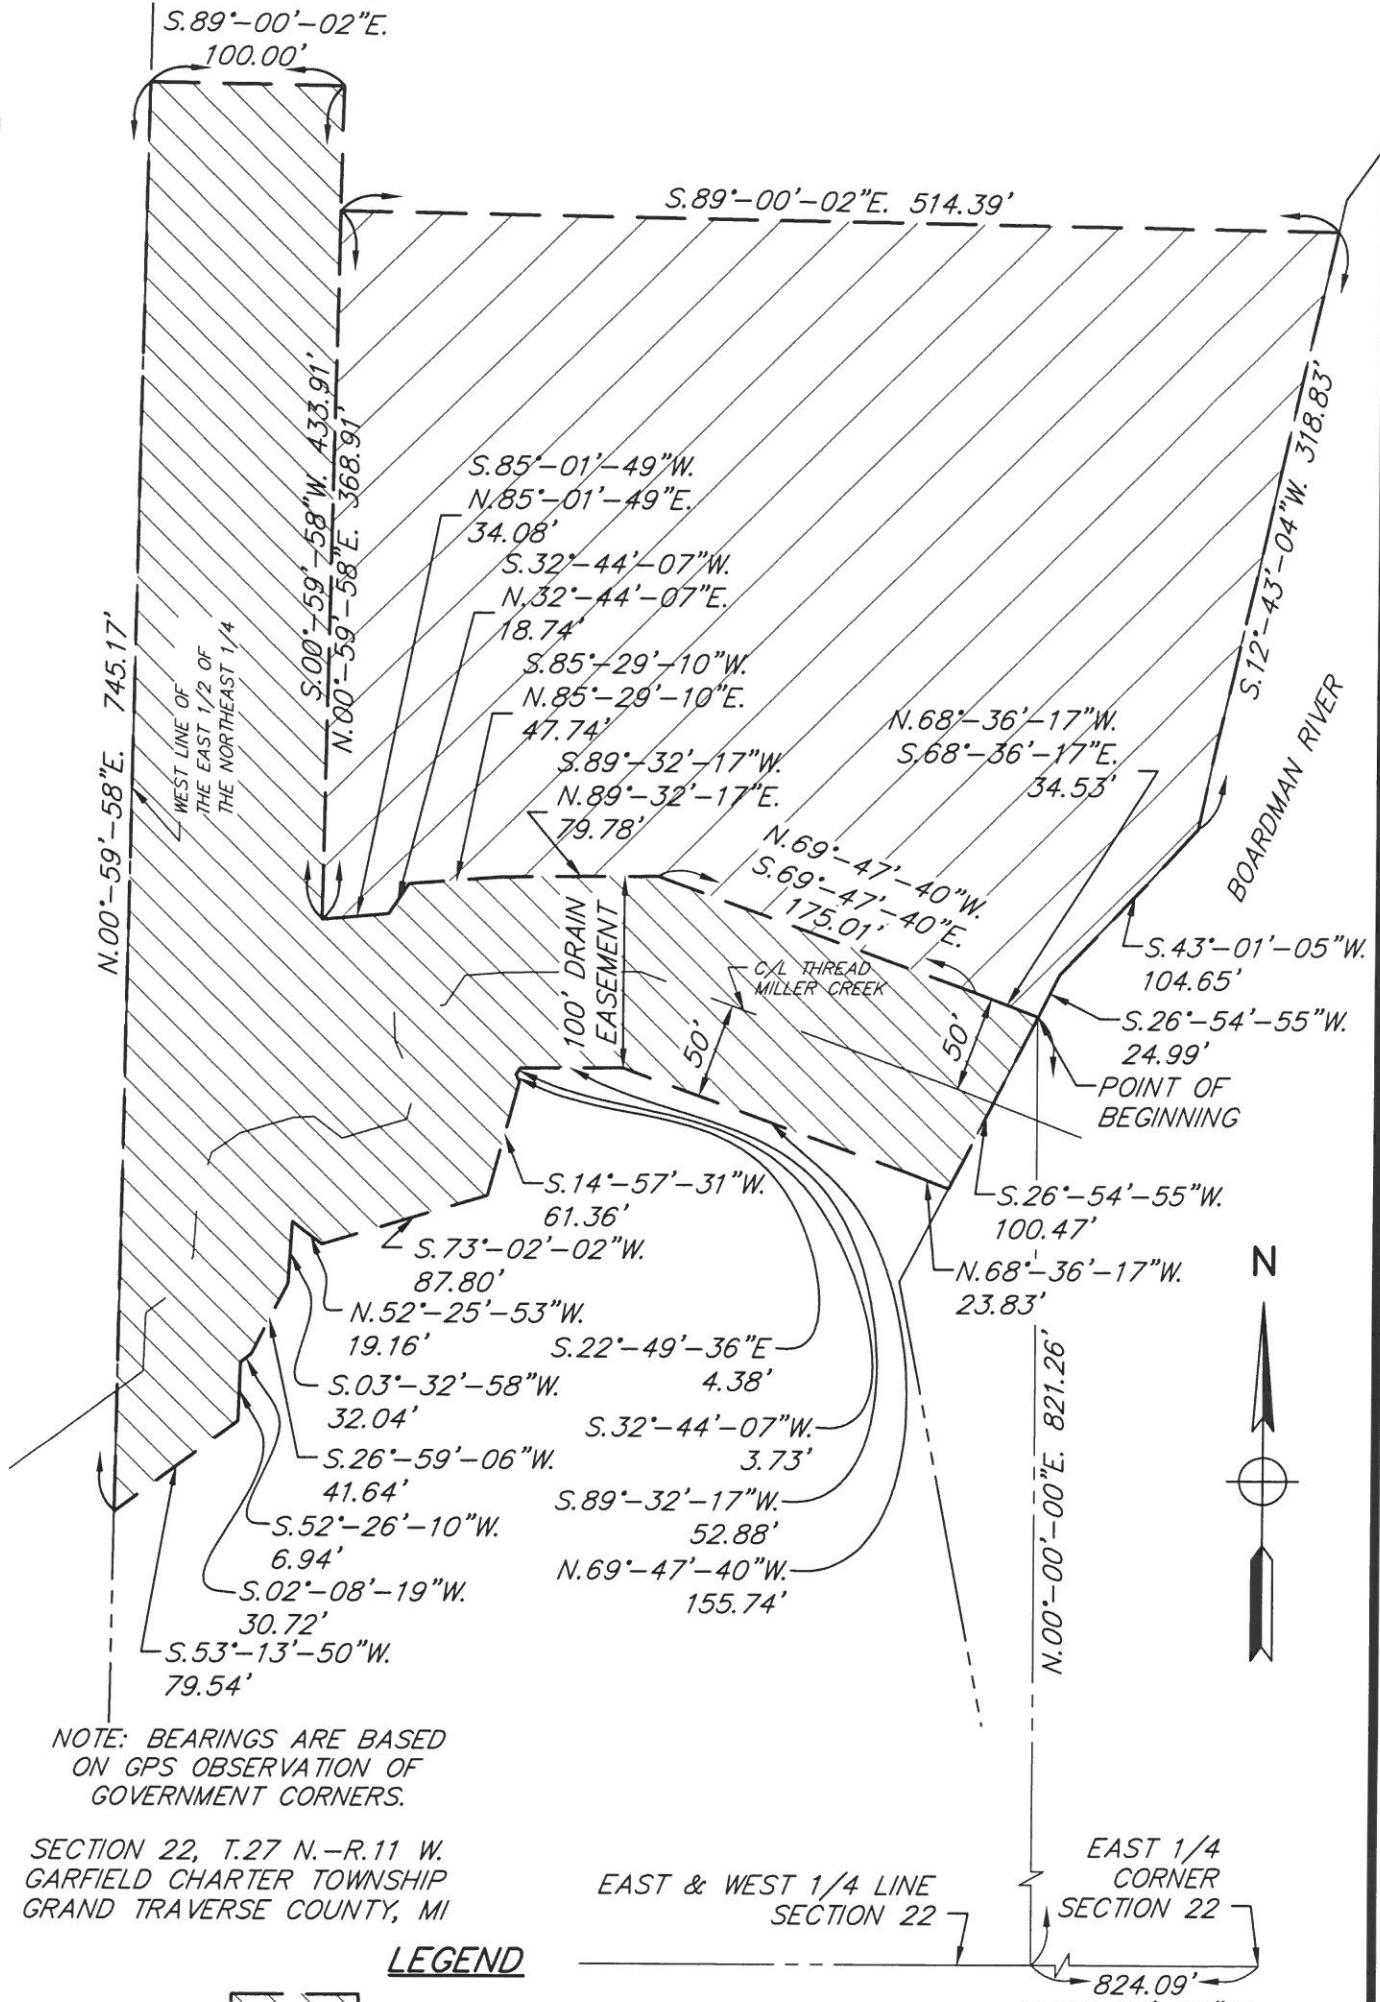 S.89°-00'-02"E.
100.00'
S.89°-00'-02"E. 514.39'
S.12°-43'-04"W. 318.83'
BOARDMAN RIVER
S.00°-59'-58"W. 433.91'
N.00°-59'-58"E. 368.91'
N.00°-59'-58"E. 745.17'
WEST LINE OF
THE EAST 1/2 OF
THE NORTHEAST 1/4
S.85°-01'-49"W.
N.85°-01'-49"E.
34.08'
S.32°-44'-07"W.
N.32°-44'-07"E.
18.74'
S.85°-29'-10"W.
N.85°-29'-10"E.
47.74'
S.89°-32'-17"W.
N.89°-32'-17"E.
79.78'
N.68°-36'-17"W.
S.68°-36'-17"E.
34.53'
N.69°-47'-40"W.
S.69°-47'-40"E.
175.01'
100' DRAIN
EASEMENT
C/L THREAD
MILLER CREEK
50'
50'
S.43°-01'-05"W.
104.65'
S.26°-54'-55"W.
24.99'
POINT OF
BEGINNING
S.26°-54'-55"W.
100.47'
N.68°-36'-17"W.
23.83'
S.14°-57'-31"W.
61.36'
S.73°-02'-02"W.
87.80'
N.52°-25'-53"W.
19.16'
S.03°-32'-58"W.
32.04'
S.26°-59'-06"W.
41.64'
S.52°-26'-10"W.
6.94'
S.02°-08'-19"W.
30.72'
S.53°-13'-50"W.
79.54'
S.22°-49'-36"E
4.38'
S.32°-44'-07"W.
3.73'
S.89°-32'-17"W.
52.88'
N.69°-47'-40"W.
155.74'
N.00°-00'-00"E. 821.26'
N
NOTE: BEARINGS ARE BASED
ON GPS OBSERVATION OF
GOVERNMENT CORNERS.
SECTION 22, T.27 N.-R.11 W.
GARFIELD CHARTER TOWNSHIP
GRAND TRAVERSE COUNTY, MI
EAST & WEST 1/4 LINE
SECTION 22
EAST 1/4
CORNER
SECTION 22
824.09'
LEGEND